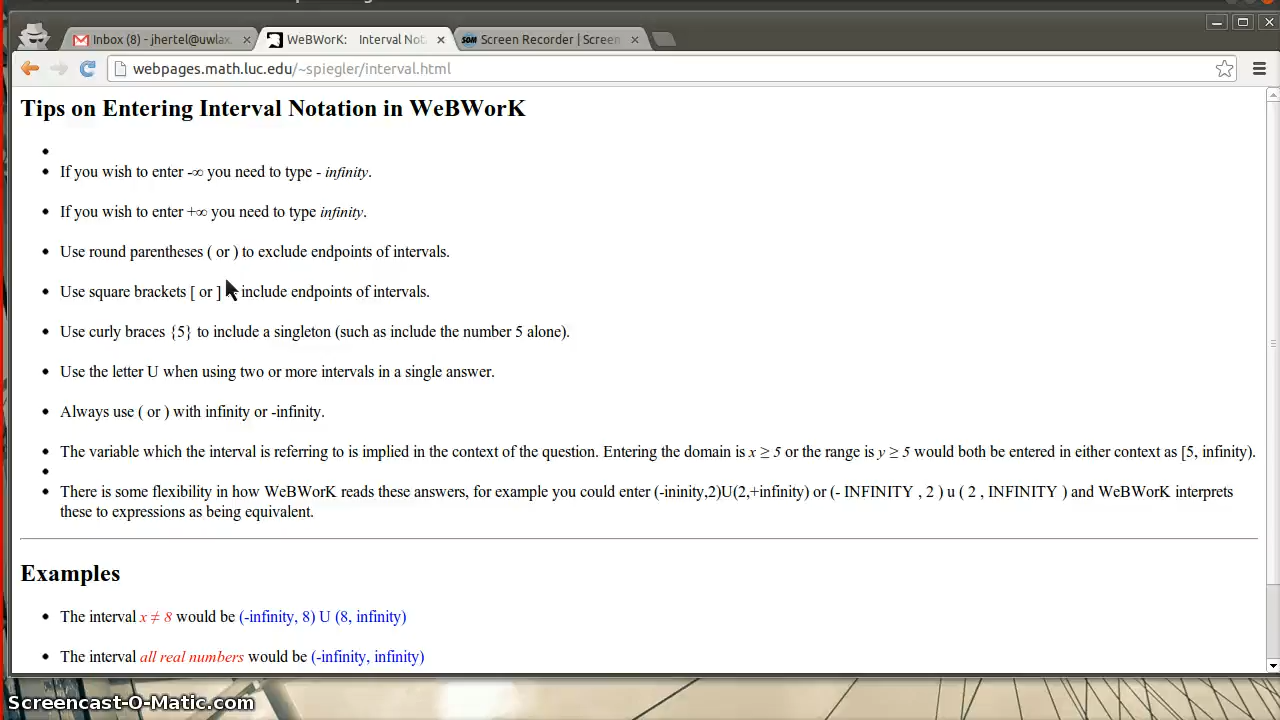 Inbox (8) - jhertel@uwlax.
WeBWorK: Interval Not
Screen Recorder | Screen
webpages.math.luc.edu/~spiegler/interval.html
Tips on Entering Interval Notation in WeBWorK
If you wish to enter -∞ you need to type - infinity.
If you wish to enter +∞ you need to type infinity.
Use round parentheses ( or ) to exclude endpoints of intervals.
Use square brackets [ or ] include endpoints of intervals.
Use curly braces {5} to include a singleton (such as include the number 5 alone).
Use the letter U when using two or more intervals in a single answer.
Always use ( or ) with infinity or -infinity.
The variable which the interval is referring to is implied in the context of the question. Entering the domain is x ≥ 5 or the range is y ≥ 5 would both be entered in either context as [5, infinity).
There is some flexibility in how WeBWorK reads these answers, for example you could enter (-ininity,2)U(2,+infinity) or (- INFINITY , 2 ) u ( 2 , INFINITY ) and WeBWorK interprets
these to expressions as being equivalent.
Examples
The interval x ≠ 8 would be (-infinity, 8) U (8, infinity)
The interval all real numbers would be (-infinity, infinity)
Screencast-O-Matic.com